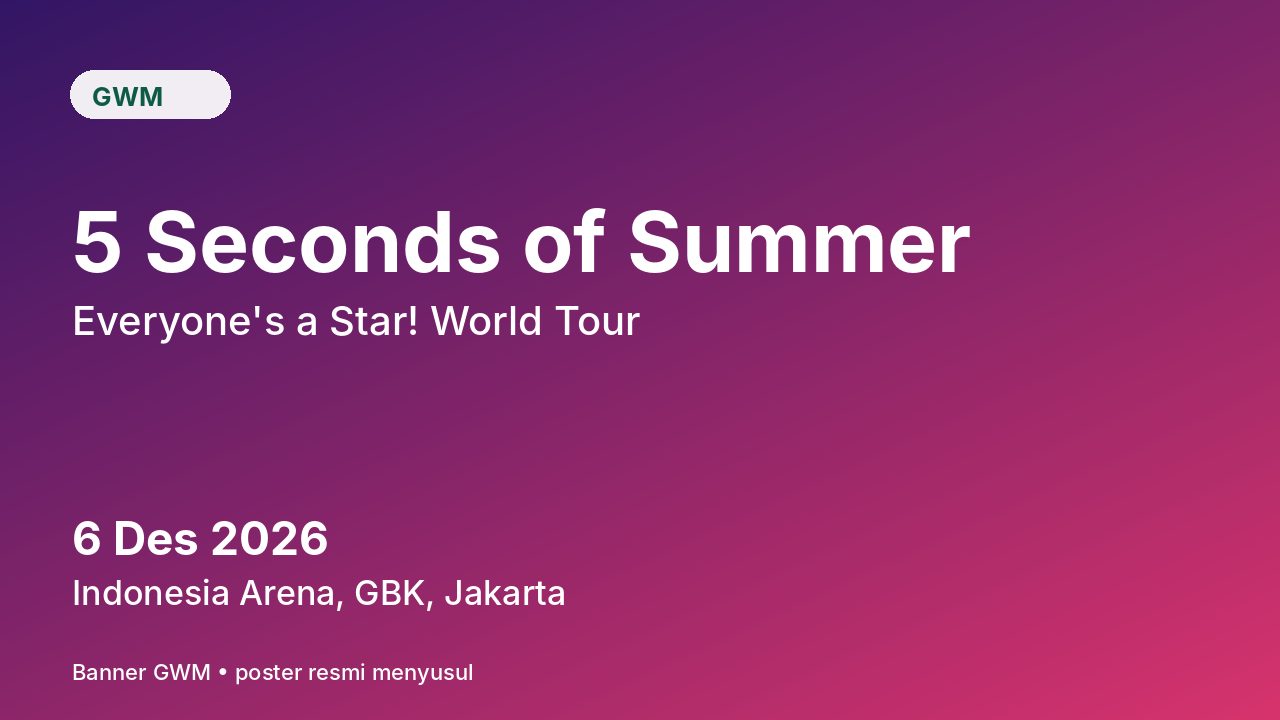 GWM
5 Seconds of Summer
Everyone's a Star! World Tour
6 Des 2026
Indonesia Arena, GBK, Jakarta
Banner GWM • poster resmi menyusul